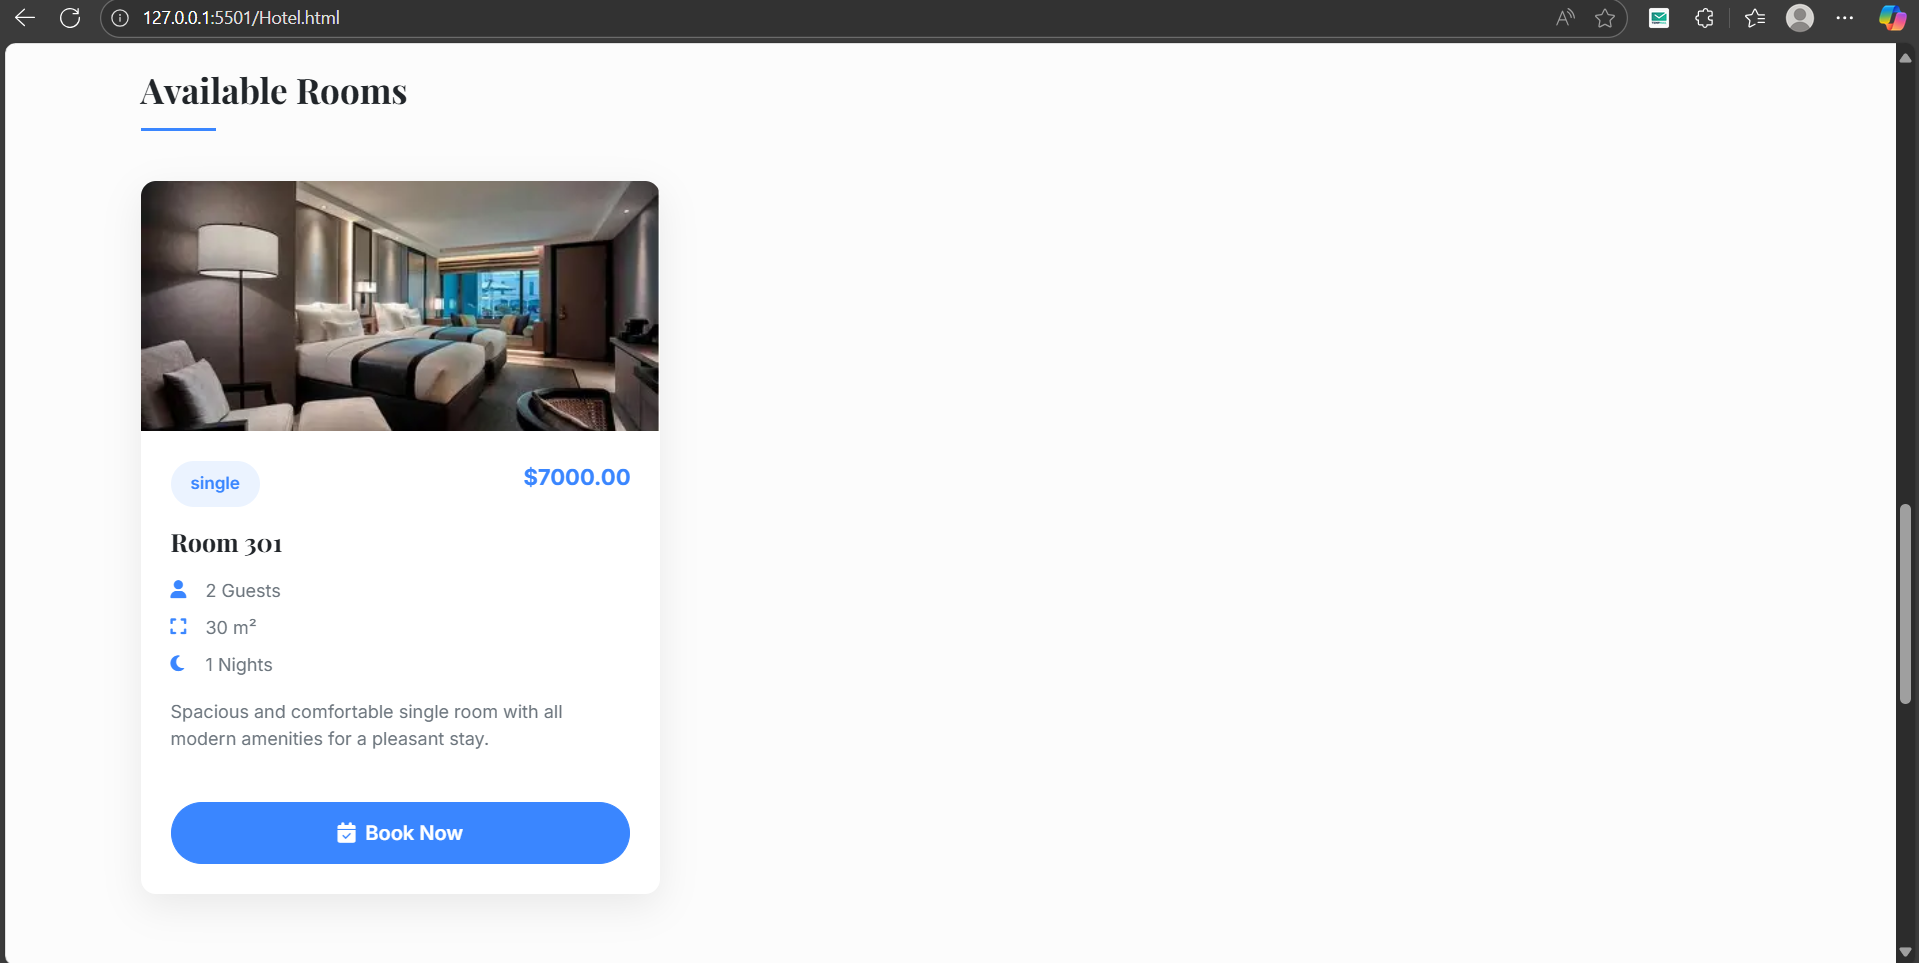 127.0.0.1:5501/Hotel.html
Available Rooms
single
$7000.00
Room 301
2 Guests
30 m²
1 Nights
Spacious and comfortable single room with all
modern amenities for a pleasant stay.
Book Now